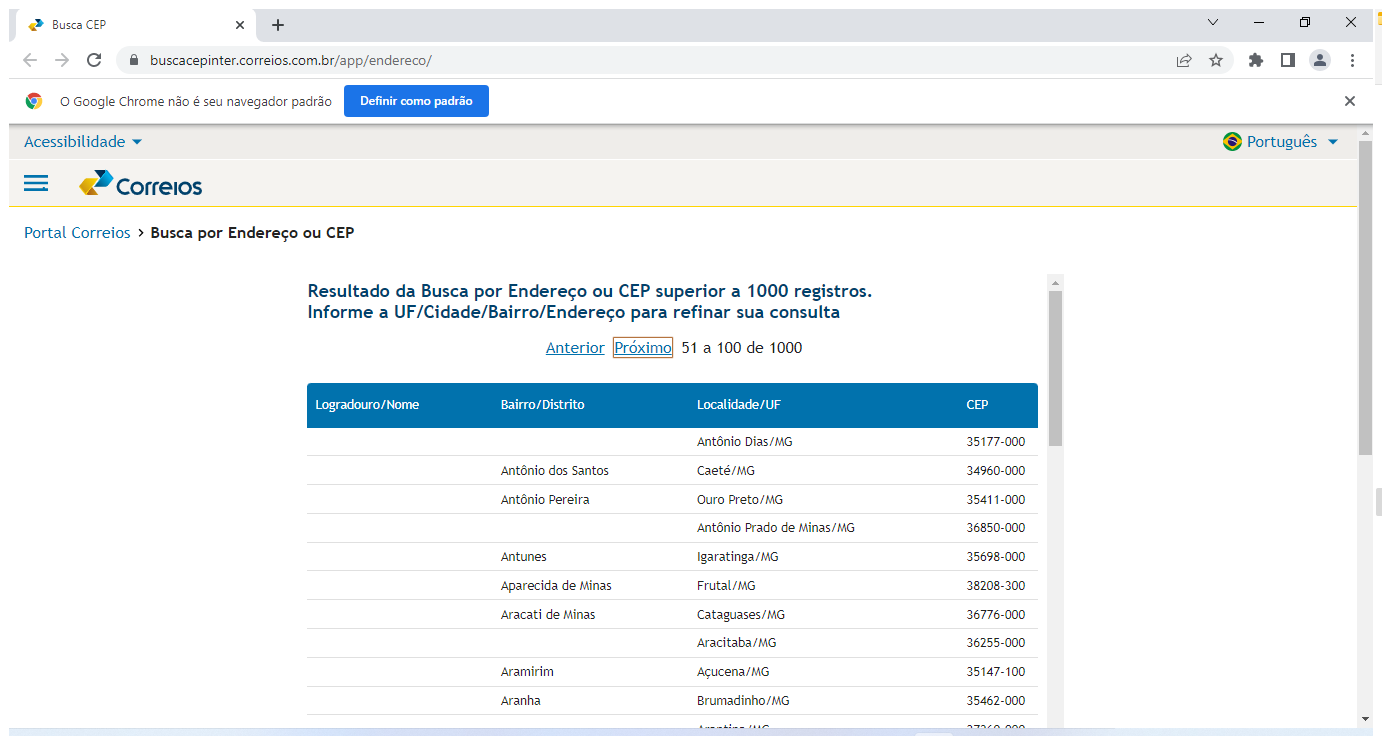 Busca CEP
buscacepinter.correios.com.br/app/endereco/
O Google Chrome não é seu navegador padrão Definir como padrão
Acessibilidade Português
Correios
Portal Correios > Busca por Endereço ou CEP
Resultado da Busca por Endereço ou CEP superior a 1000 registros.
Informe a UF/Cidade/Bairro/Endereço para refinar sua consulta
Anterior Próximo 51 a 100 de 1000
Logradouro/Nome Bairro/Distrito Localidade/UF CEP
Antônio Dias/MG 35177-000
Antônio dos Santos Caeté/MG 34960-000
Antônio Pereira Ouro Preto/MG 35411-000
Antônio Prado de Minas/MG 36850-000
Antunes Igaratinga/MG 35698-000
Aparecida de Minas Frutal/MG 38208-300
Aracati de Minas Cataguases/MG 36776-000
Aracitaba/MG 36255-000
Aramirim Açucena/MG 35147-100
Aranha Brumadinho/MG 35462-000